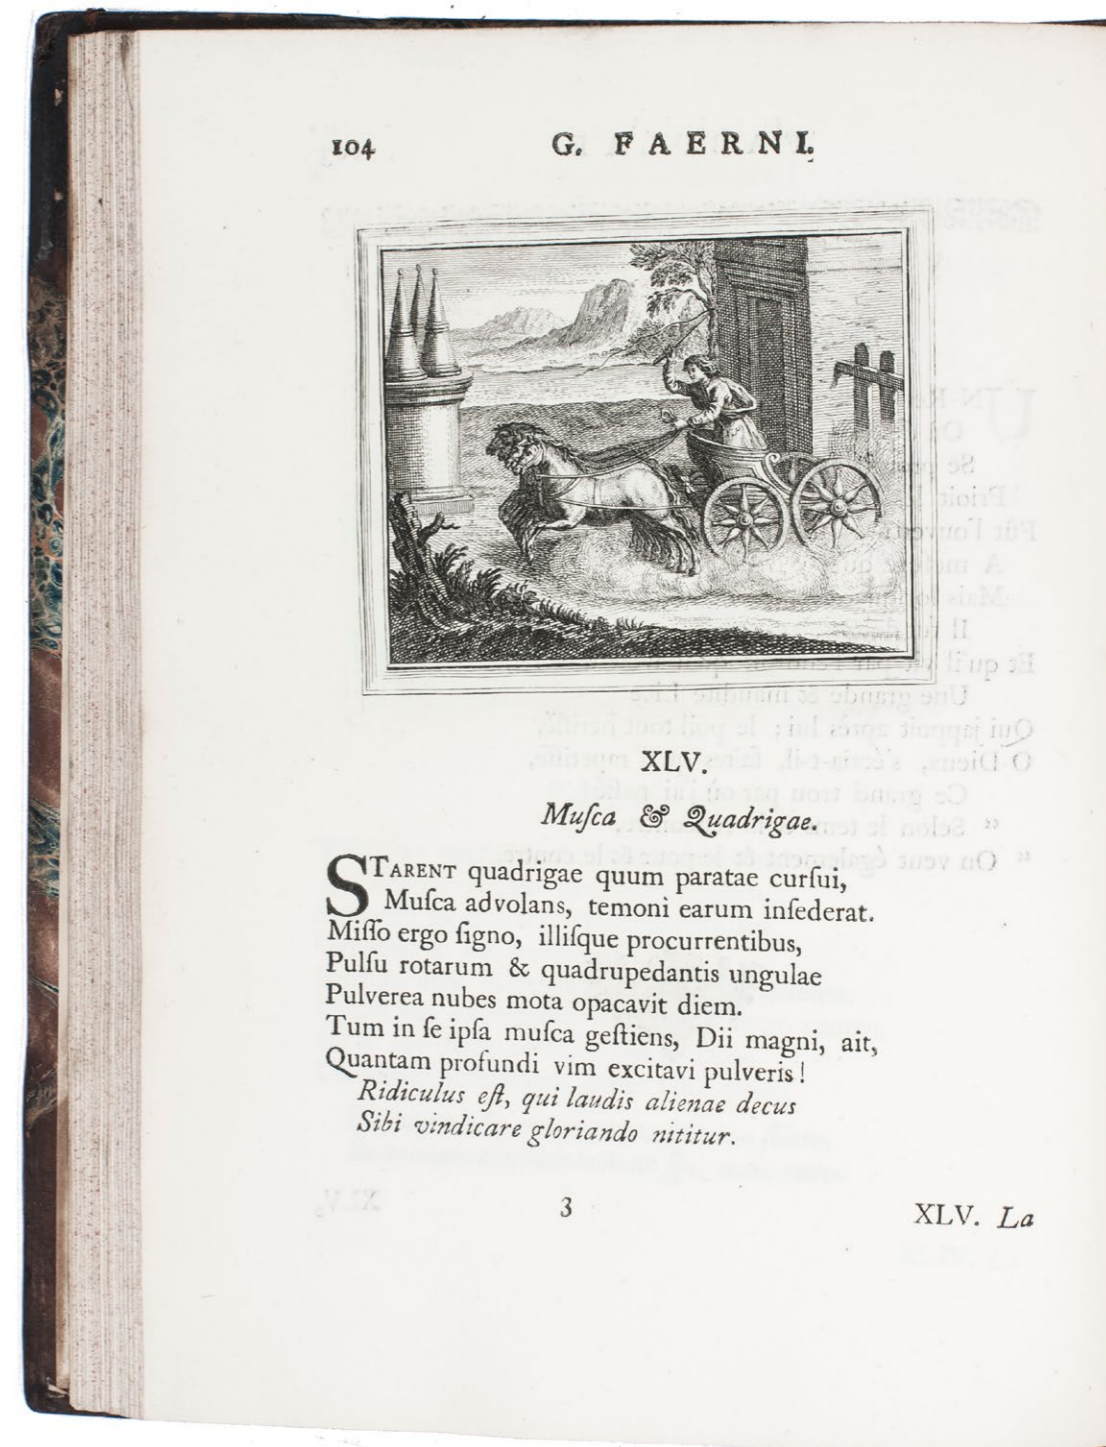 104 G. FAERNI.
XLV.
Muſca & Quadrigae.
STARENT quadrigae quum paratae curſui,
Muſca advolans, temoni earum inſederat.
Miſſo ergo ſigno, illiſque procurrentibus,
Pulſu rotarum & quadrupedantis ungulae
Pulverea nubes mota opacavit diem.
Tum in ſe ipſa muſca geſtiens, Dii magni, ait,
Quantam profundi vim excitavi pulveris!
Ridiculus eſt, qui laudis alienae decus
Sibi vindicare gloriando nititur.
3 XLV. La